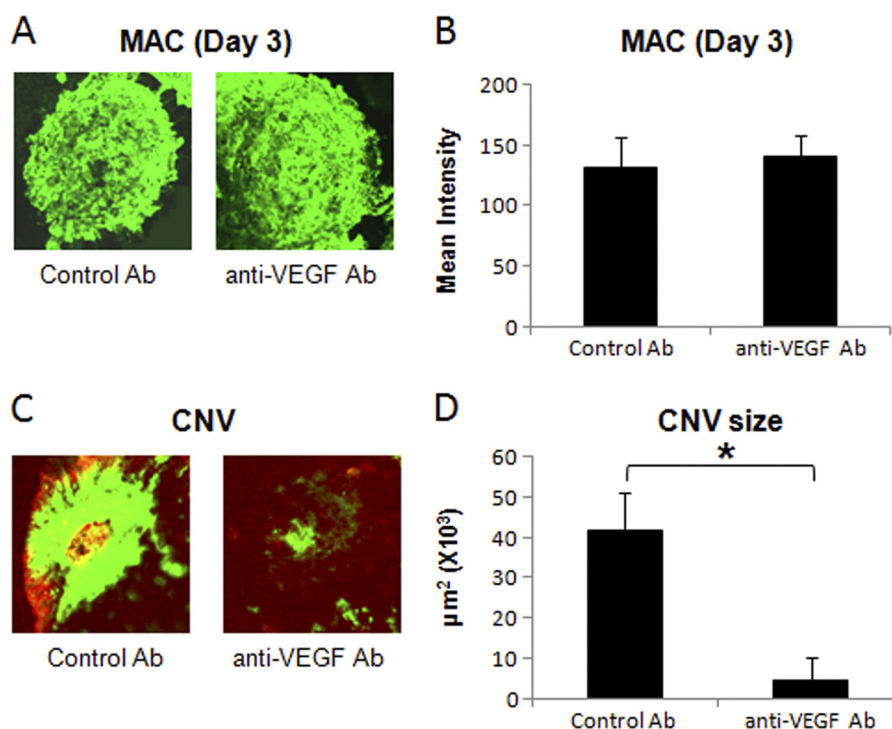 A
MAC (Day 3)
Control Ab
anti-VEGF Ab
B
MAC (Day 3)
Mean Intensity
200
150
100
50
0
Control Ab
anti-VEGF Ab
C
CNV
Control Ab
anti-VEGF Ab
D
CNV size
*
µm² (X10³)
60
50
40
30
20
10
0
Control Ab
anti-VEGF Ab